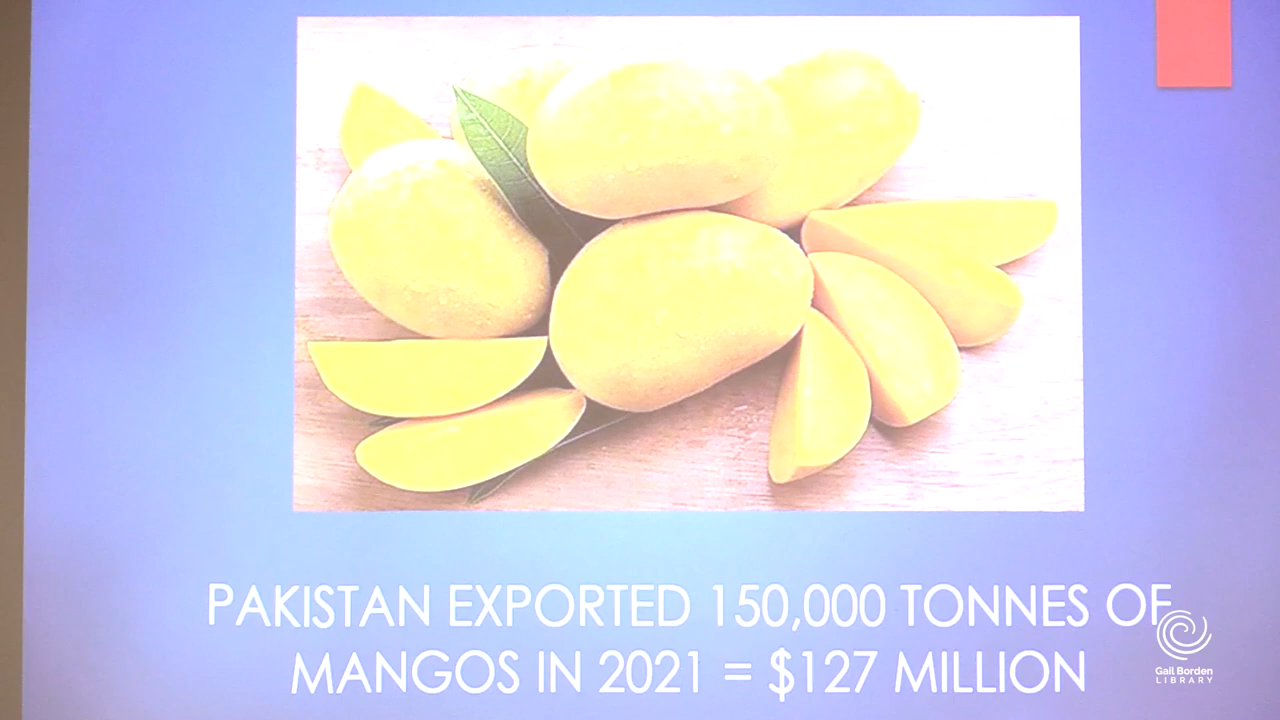 PAKISTAN EXPORTED 150,000 TONNES OF
MANGOS IN 2021 = $127 MILLION
Gail Borden
LIBRARY